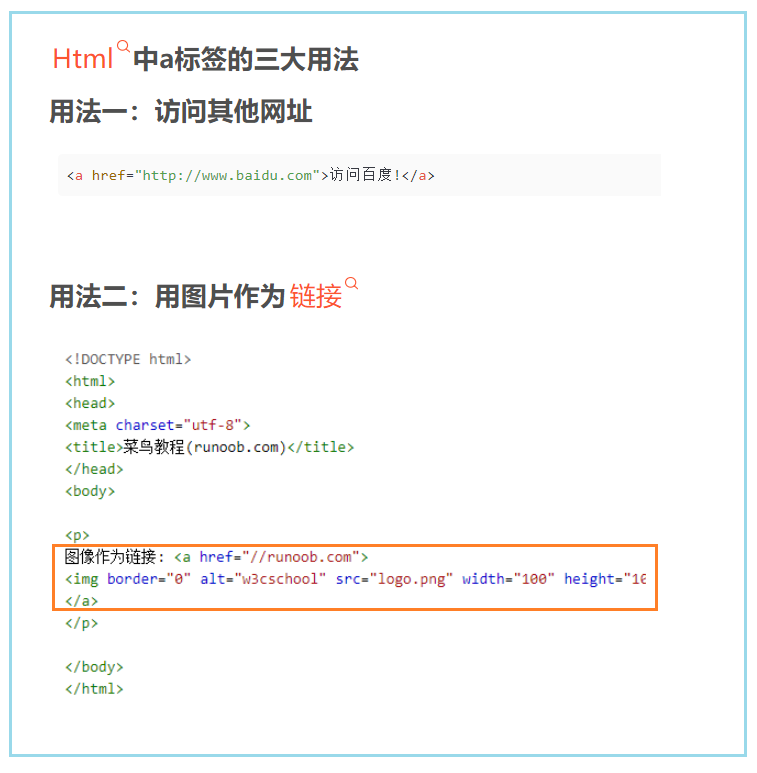 Html中a标签的三大用法
用法一：访问其他网址
<a href="http://www.baidu.com">访问百度!</a>
用法二：用图片作为链接
<!DOCTYPE html>
<html>
<head>
<meta charset="utf-8">
<title>菜鸟教程(runoob.com)</title>
</head>
<body>
<p>
图像作为链接: <a href="//runoob.com">
<img border="0" alt="w3cschool" src="logo.png" width="100" height="10
</a>
</p>
</body>
</html>